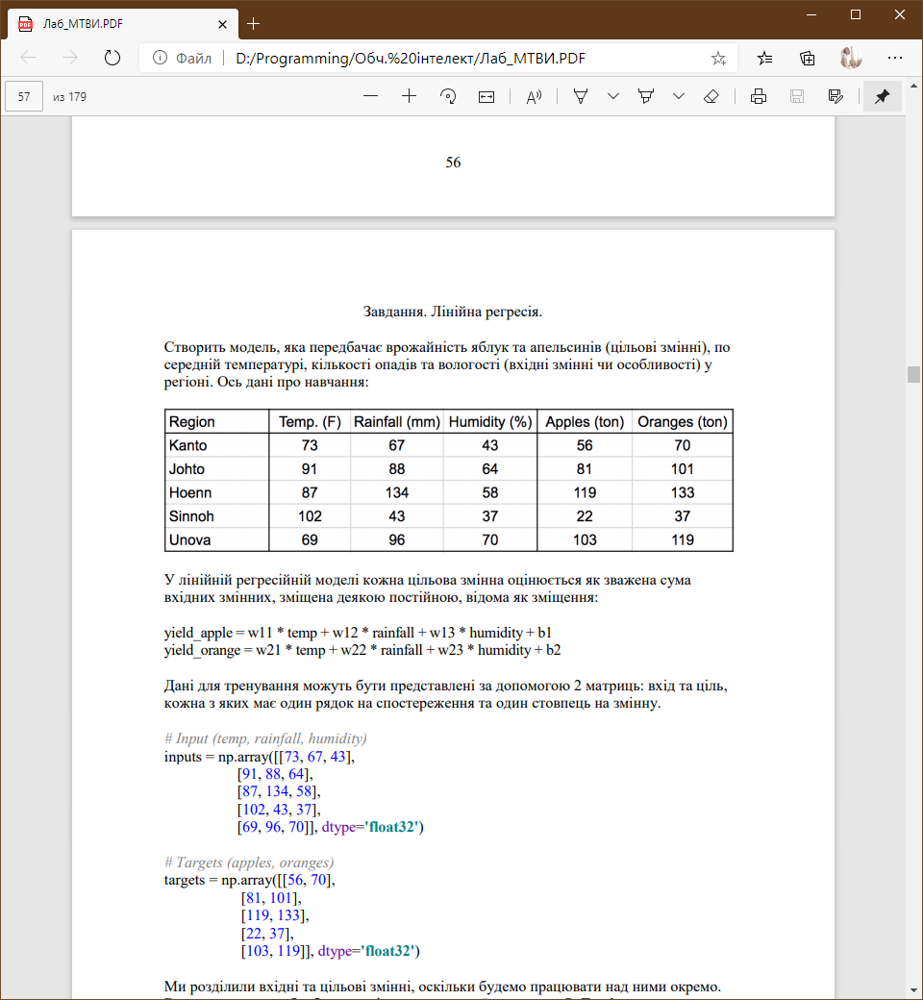 Лаб_МТВИ.PDF
Файл
D:/Programming/Обч.%20інтелект/Лаб_МТВИ.PDF
57 из 179
56
Завдання. Лінійна регресія.
Створить модель, яка передбачає врожайність яблук та апельсинів (цільові змінні), по
середній температурі, кількості опадів та вологості (вхідні змінні чи особливості) у
регіоні. Ось дані про навчання:
Region Temp. (F) Rainfall (mm) Humidity (%) Apples (ton) Oranges (ton)
Kanto 73 67 43 56 70
Johto 91 88 64 81 101
Hoenn 87 134 58 119 133
Sinnoh 102 43 37 22 37
Unova 69 96 70 103 119
У лінійній регресійній моделі кожна цільова змінна оцінюється як зважена сума
вхідних змінних, зміщена деякою постійною, відома як зміщення:
yield_apple = w11 * temp + w12 * rainfall + w13 * humidity + b1
yield_orange = w21 * temp + w22 * rainfall + w23 * humidity + b2
Дані для тренування можуть бути представлені за допомогою 2 матриць: вхід та ціль,
кожна з яких має один рядок на спостереження та один стовпець на змінну.
# Input (temp, rainfall, humidity)
inputs = np.array([[73, 67, 43],
[91, 88, 64],
[87, 134, 58],
[102, 43, 37],
[69, 96, 70]], dtype='float32')
# Targets (apples, oranges)
targets = np.array([[56, 70],
[81, 101],
[119, 133],
[22, 37],
[103, 119]], dtype='float32')
Ми розділили вхідні та цільові змінні, оскільки будемо працювати над ними окремо.